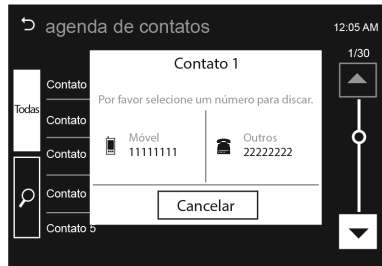 agenda de contatos
12:05 AM
1/30
Todas
Contato
Contato
Contato
Contato
Contato 5
Contato 1
Por favor selecione um número para discar.
Móvel
11111111
Outros
22222222
Cancelar